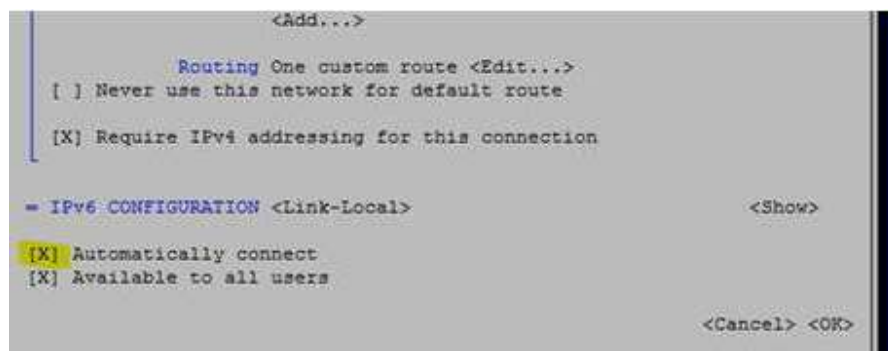 <Add...>
Routing One custom route <Edit...>
[ ] Never use this network for default route
[X] Require IPv4 addressing for this connection
= IPv6 CONFIGURATION <Link-Local> <Show>
[X] Automatically connect
[X] Available to all users
<Cancel> <OK>